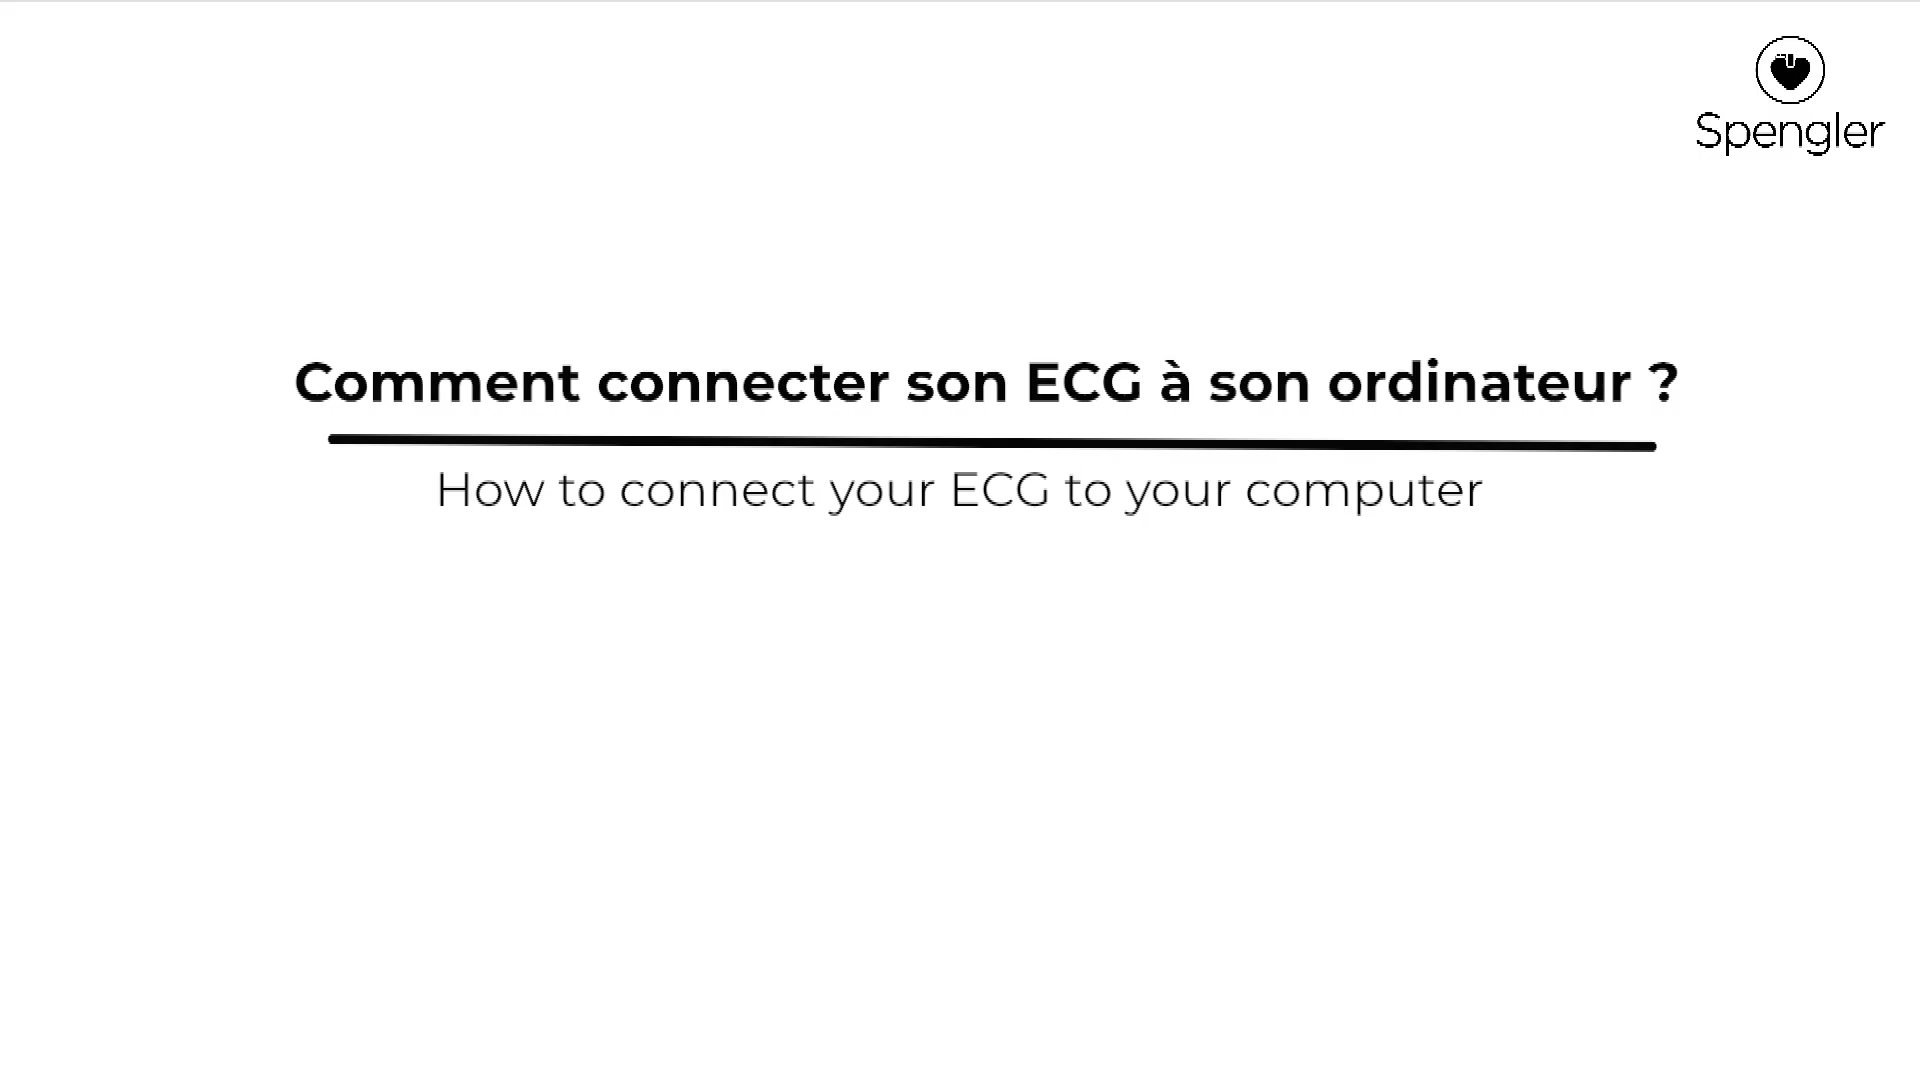 Spengler
Comment connecter son ECG à son ordinateur ?
How to connect your ECG to your computer